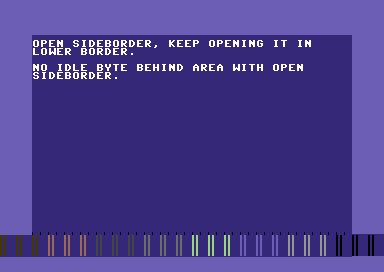 OPEN SIDEBORDER, KEEP OPENING IT IN
LOWER BORDER.
NO IDLE BYTE BEHIND AREA WITH OPEN
SIDEBORDER.